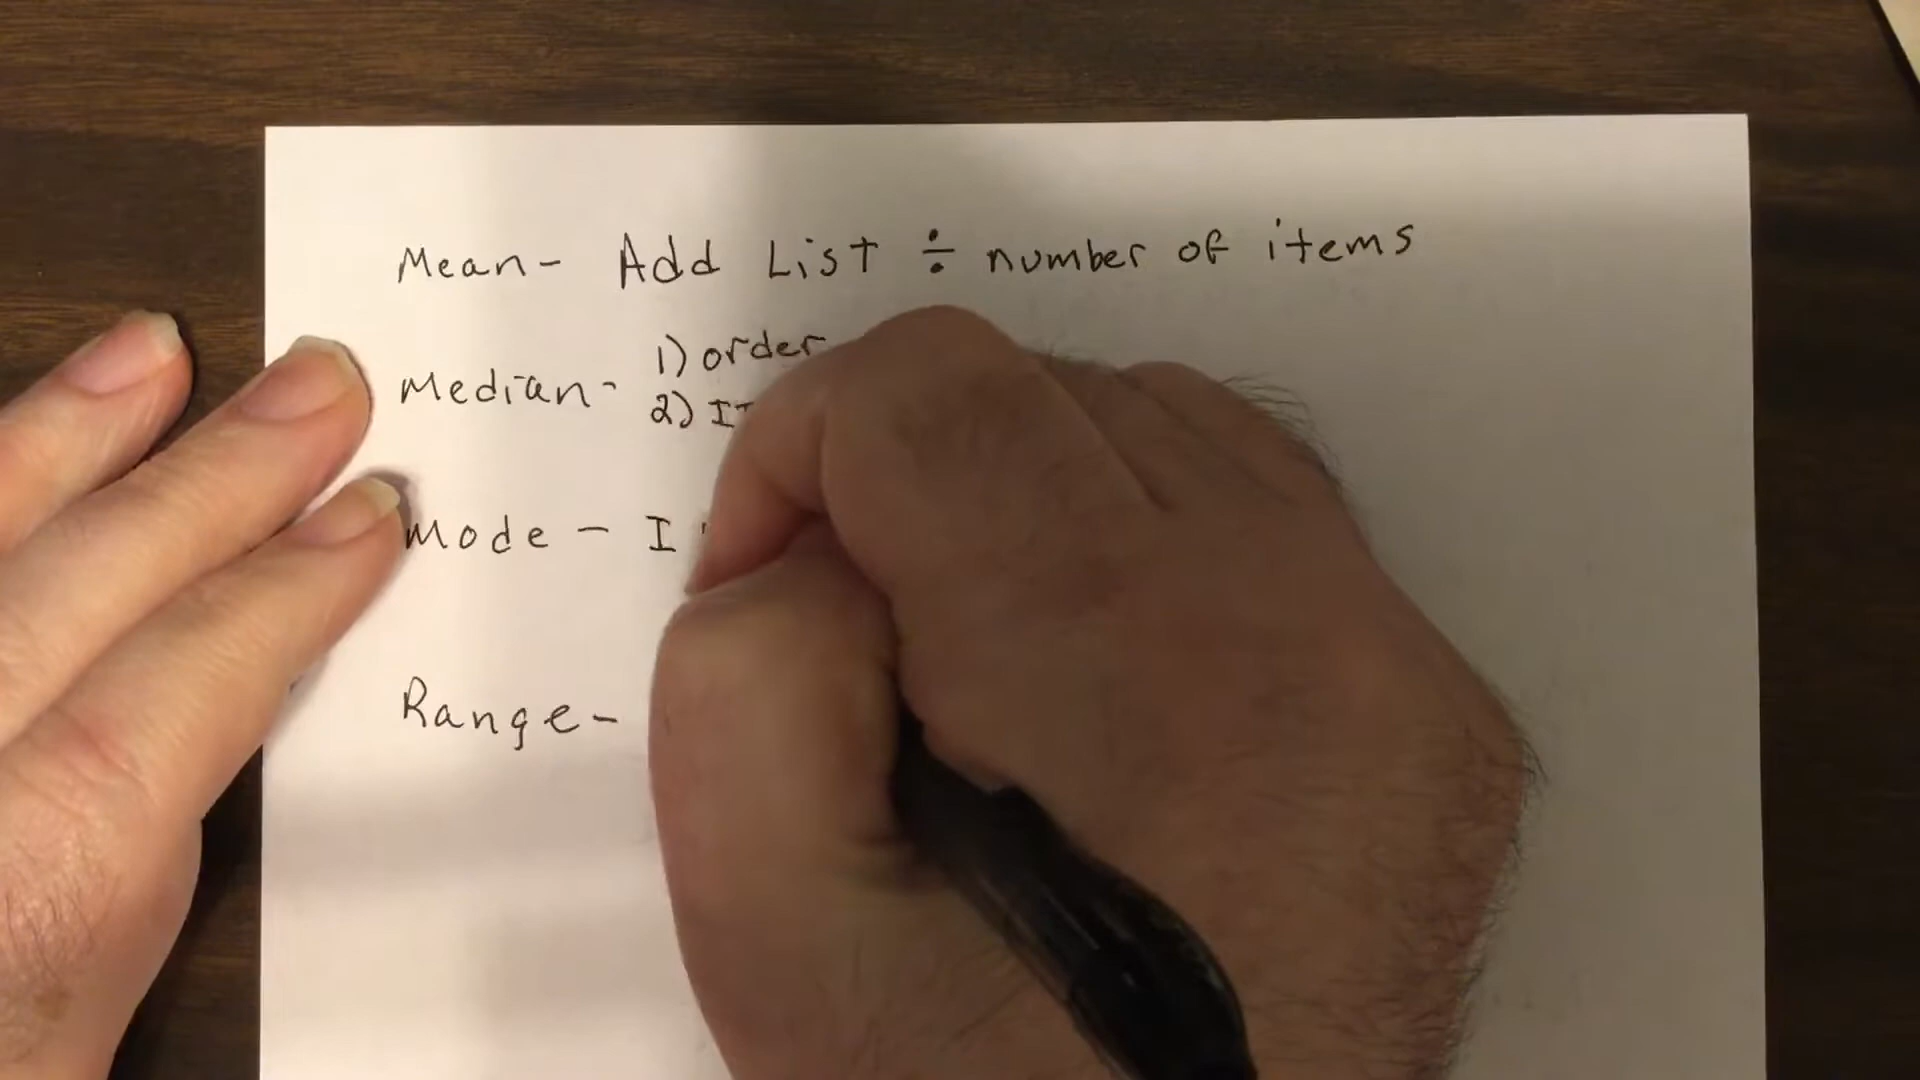 Mean- Add List ÷ number of items
1) order
Median-
2)
Mode - I
Range-